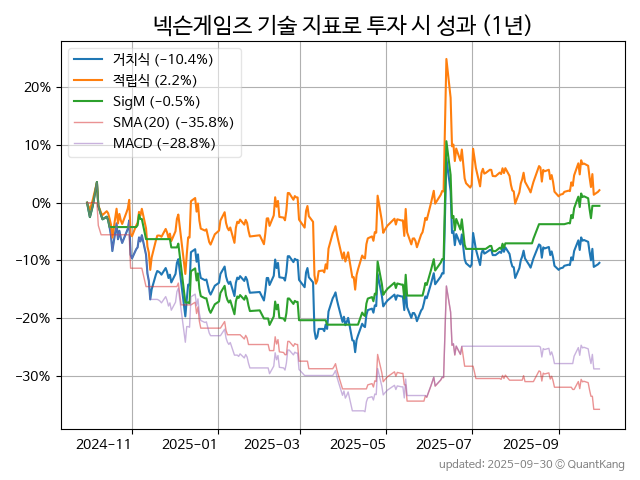 넥슨게임즈 기술 지표로 투자 시 성과 (1년)
거치식 (-10.4%)
적립식 (2.2%)
SigM (-0.5%)
SMA(20) (-35.8%)
MACD (-28.8%)
20%
10%
0%
-10%
-20%
-30%
2024-11
2025-01
2025-03
2025-05
2025-07
2025-09
updated: 2025-09-30 © QuantKang